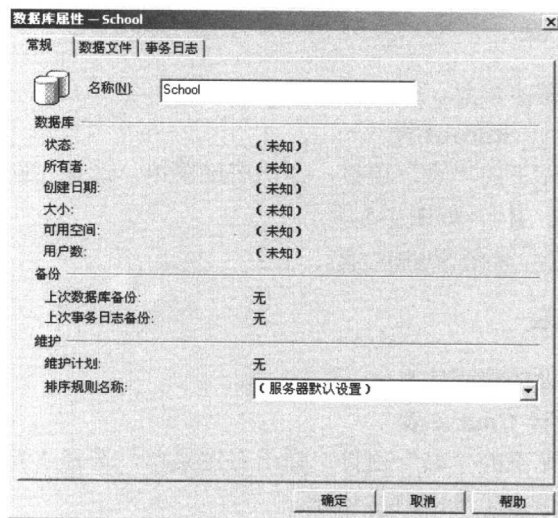 数据库属性 — School
常规 数据文件 事务日志
名称(N): School
数据库
状态: （未知）
所有者: （未知）
创建日期: （未知）
大小: （未知）
可用空间: （未知）
用户数: （未知）
备份
上次数据库备份: 无
上次事务日志备份: 无
维护
维护计划: 无
排序规则名称: （服务器默认设置）
确定 取消 帮助